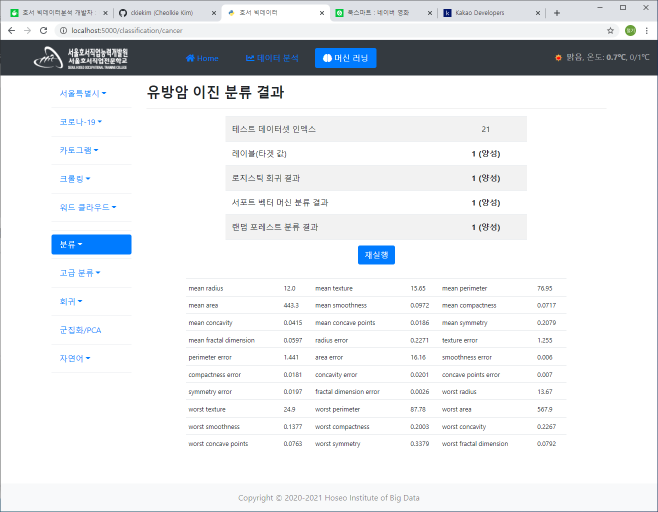 호서 빅데이터분석 개발자
cklekim (Cheolkie Kim)
호서 빅데이터
폭스파트 : 네이버 영화
Kakao Developers
localhost:5000/classification/cancer
서울호서직업능력개발원
서울호서직업전문학교
Home
데이터 분석
머신 러닝
맑음, 온도: 0.7℃, 0/1℃
서울특별시
코로나-19
카토그램
크롤링
워드 클라우드
분류
고급 분류
회귀
군집화/PCA
자연어
유방암 이진 분류 결과
테스트 데이터셋 인덱스 21
레이블(타겟 값) 1 (양성)
로지스틱 회귀 결과 1 (양성)
서포트 벡터 머신 분류 결과 1 (양성)
랜덤 포레스트 분류 결과 1 (양성)
재실행
mean radius 12.0 mean texture 15.65 mean perimeter 76.95
mean area 443.3 mean smoothness 0.0972 mean compactness 0.0717
mean concavity 0.0415 mean concave points 0.0186 mean symmetry 0.2079
mean fractal dimension 0.0597 radius error 0.2271 texture error 1.255
perimeter error 1.441 area error 16.16 smoothness error 0.006
compactness error 0.0181 concavity error 0.0201 concave points error 0.007
symmetry error 0.0197 fractal dimension error 0.0026 worst radius 13.67
worst texture 24.9 worst perimeter 87.78 worst area 567.9
worst smoothness 0.1377 worst compactness 0.2003 worst concavity 0.2267
worst concave points 0.0763 worst symmetry 0.3379 worst fractal dimension 0.0792
Copyright © 2020-2021 Hoseo Institute of Big Data